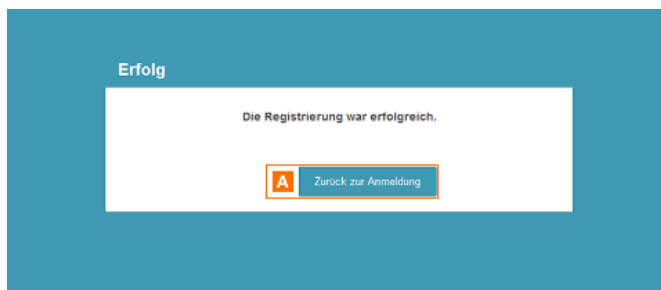 Erfolg
Die Registrierung war erfolgreich.
A Zurück zur Anmeldung